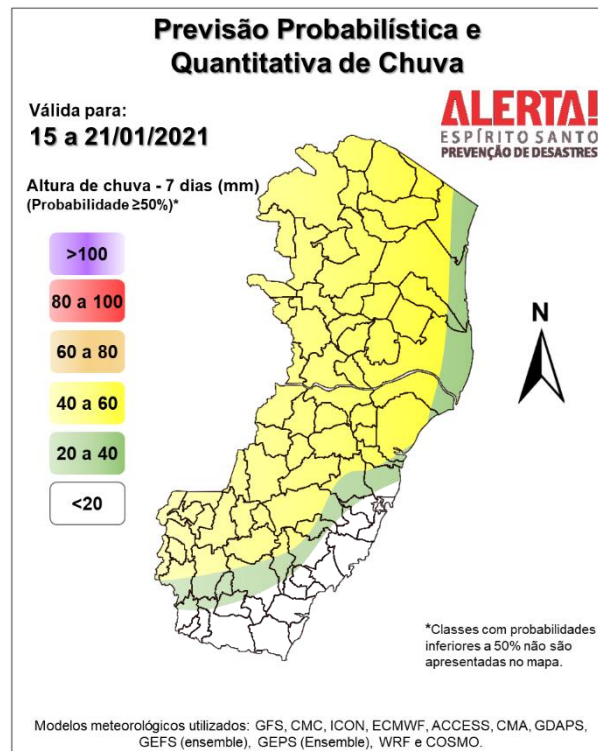 Previsão Probabilística e
Quantitativa de Chuva
Válida para:
15 a 21/01/2021
ALERTA!
ESPÍRITO SANTO
PREVENÇÃO DE DESASTRES
Altura de chuva - 7 dias (mm)
(Probabilidade ≥50%)*
>100
80 a 100
60 a 80
40 a 60
20 a 40
<20
N
*Classes com probabilidades
inferiores a 50% não são
apresentadas no mapa.
Modelos meteorológicos utilizados: GFS, CMC, ICON, ECMWF, ACCESS, CMA, GDAPS,
GEFS (ensemble), GEPS (Ensemble), WRF e COSMO.